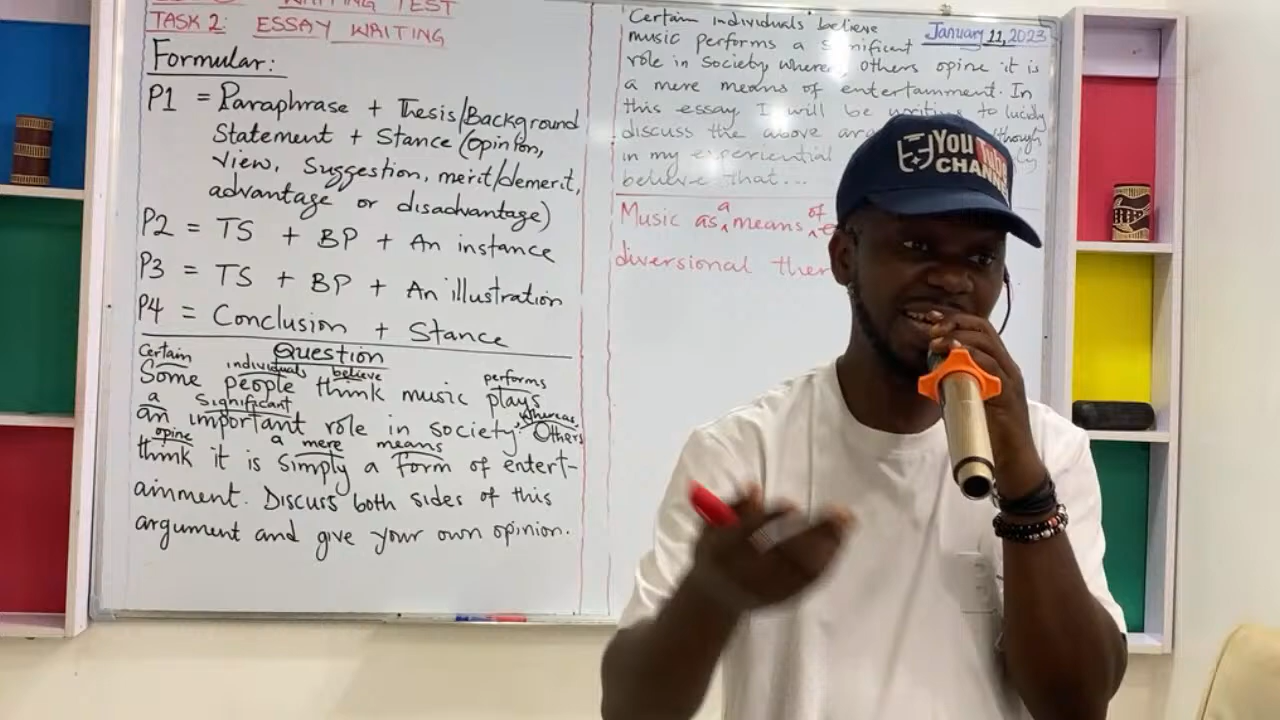 WRITING TEST
TASK 2: ESSAY WRITING
Formular:
P1 = Paraphrase + Thesis/Background
Statement + Stance (opinion,
view, Suggestion, merit/demerit,
advantage or disadvantage)
P2 = TS + BP + An instance
P3 = TS + BP + An illustration
P4 = Conclusion + Stance
Question
Certain individuals believe performs
Some people think music plays
a significant whereas
an important role in society. Others
opine a mere means
think it is simply a form of entert-
ainment. Discuss both sides of this
argument and give your own opinion.
January 11, 2023
Certain individuals believe
music performs a significant
role in society, others opine it is
a mere means of entertainment. In
this essay I will be writing to lucidly
discuss the above
in my experiential
believe that...
a of
Music as means
diversional
YouTube
CHANNEL